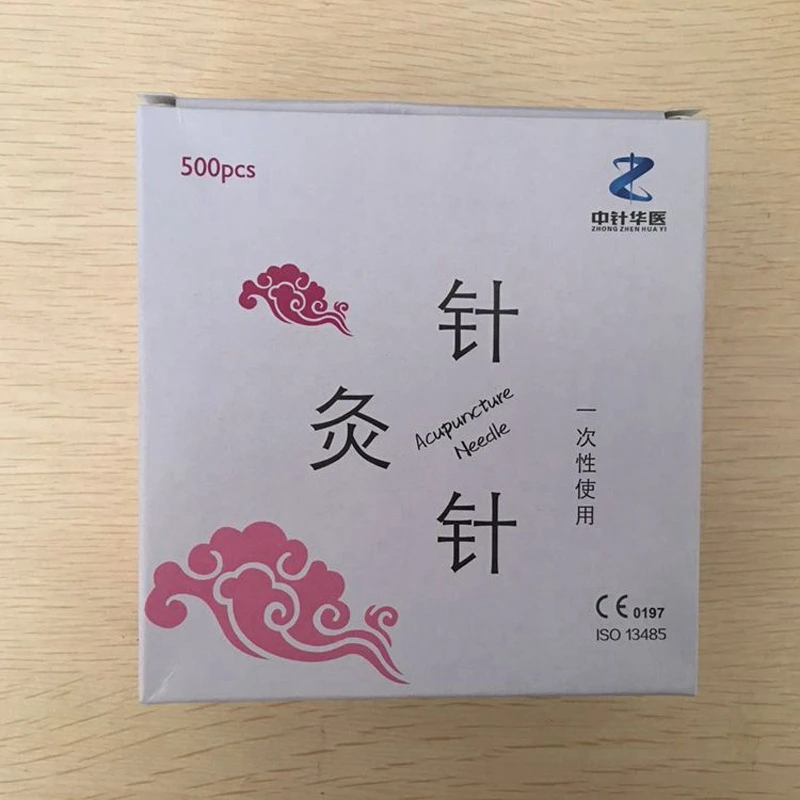 500pcs
中针华医
ZHONG ZHEN HUA YI
针
灸
针
Acupuncture
Needle
一次性使用
CE 0197
ISO 13485